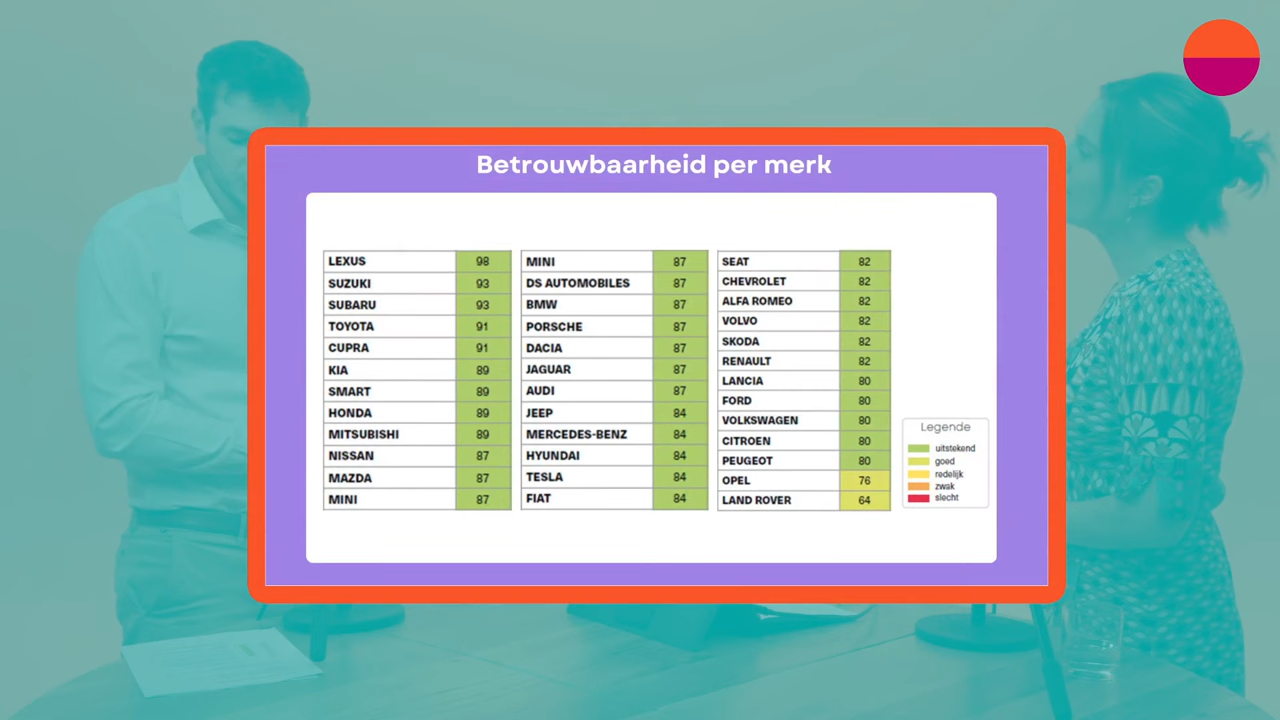 Betrouwbaarheid per merk
LEXUS 98
SUZUKI 93
SUBARU 93
TOYOTA 91
CUPRA 91
KIA 89
SMART 89
HONDA 89
MITSUBISHI 89
NISSAN 87
MAZDA 87
MINI 87
MINI 87
DS AUTOMOBILES 87
BMW 87
PORSCHE 87
DACIA 87
JAGUAR 87
AUDI 87
JEEP 84
MERCEDES-BENZ 84
HYUNDAI 84
TESLA 84
FIAT 84
SEAT 82
CHEVROLET 82
ALFA ROMEO 82
VOLVO 82
SKODA 82
RENAULT 82
LANCIA 80
FORD 80
VOLKSWAGEN 80
CITROEN 80
PEUGEOT 80
OPEL 76
LAND ROVER 64
Legende
uitstekend
goed
redelijk
zwak
slecht